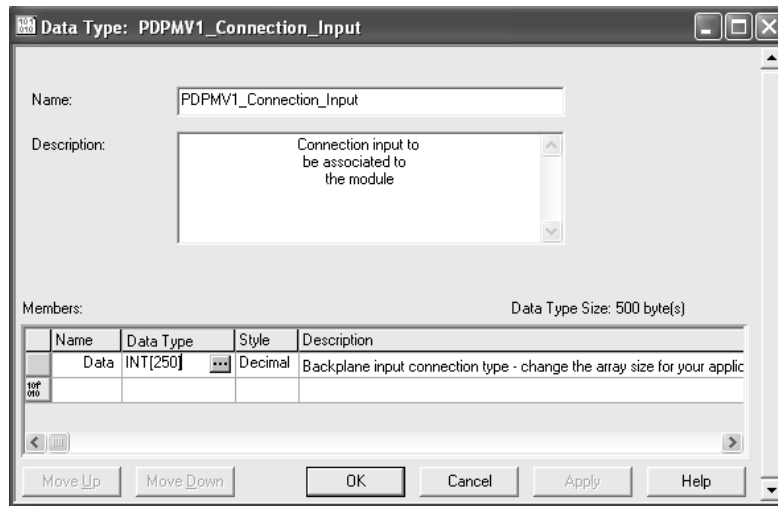 Data Type: PDPMV1_Connection_Input
Name: PDPMV1_Connection_Input
Description: Connection input to
be associated to
the module
Members: Data Type Size: 500 byte(s)
Name Data Type Style Description
Data INT[250] ... Decimal Backplane input connection type - change the array size for your applic
Move Up Move Down OK Cancel Apply Help